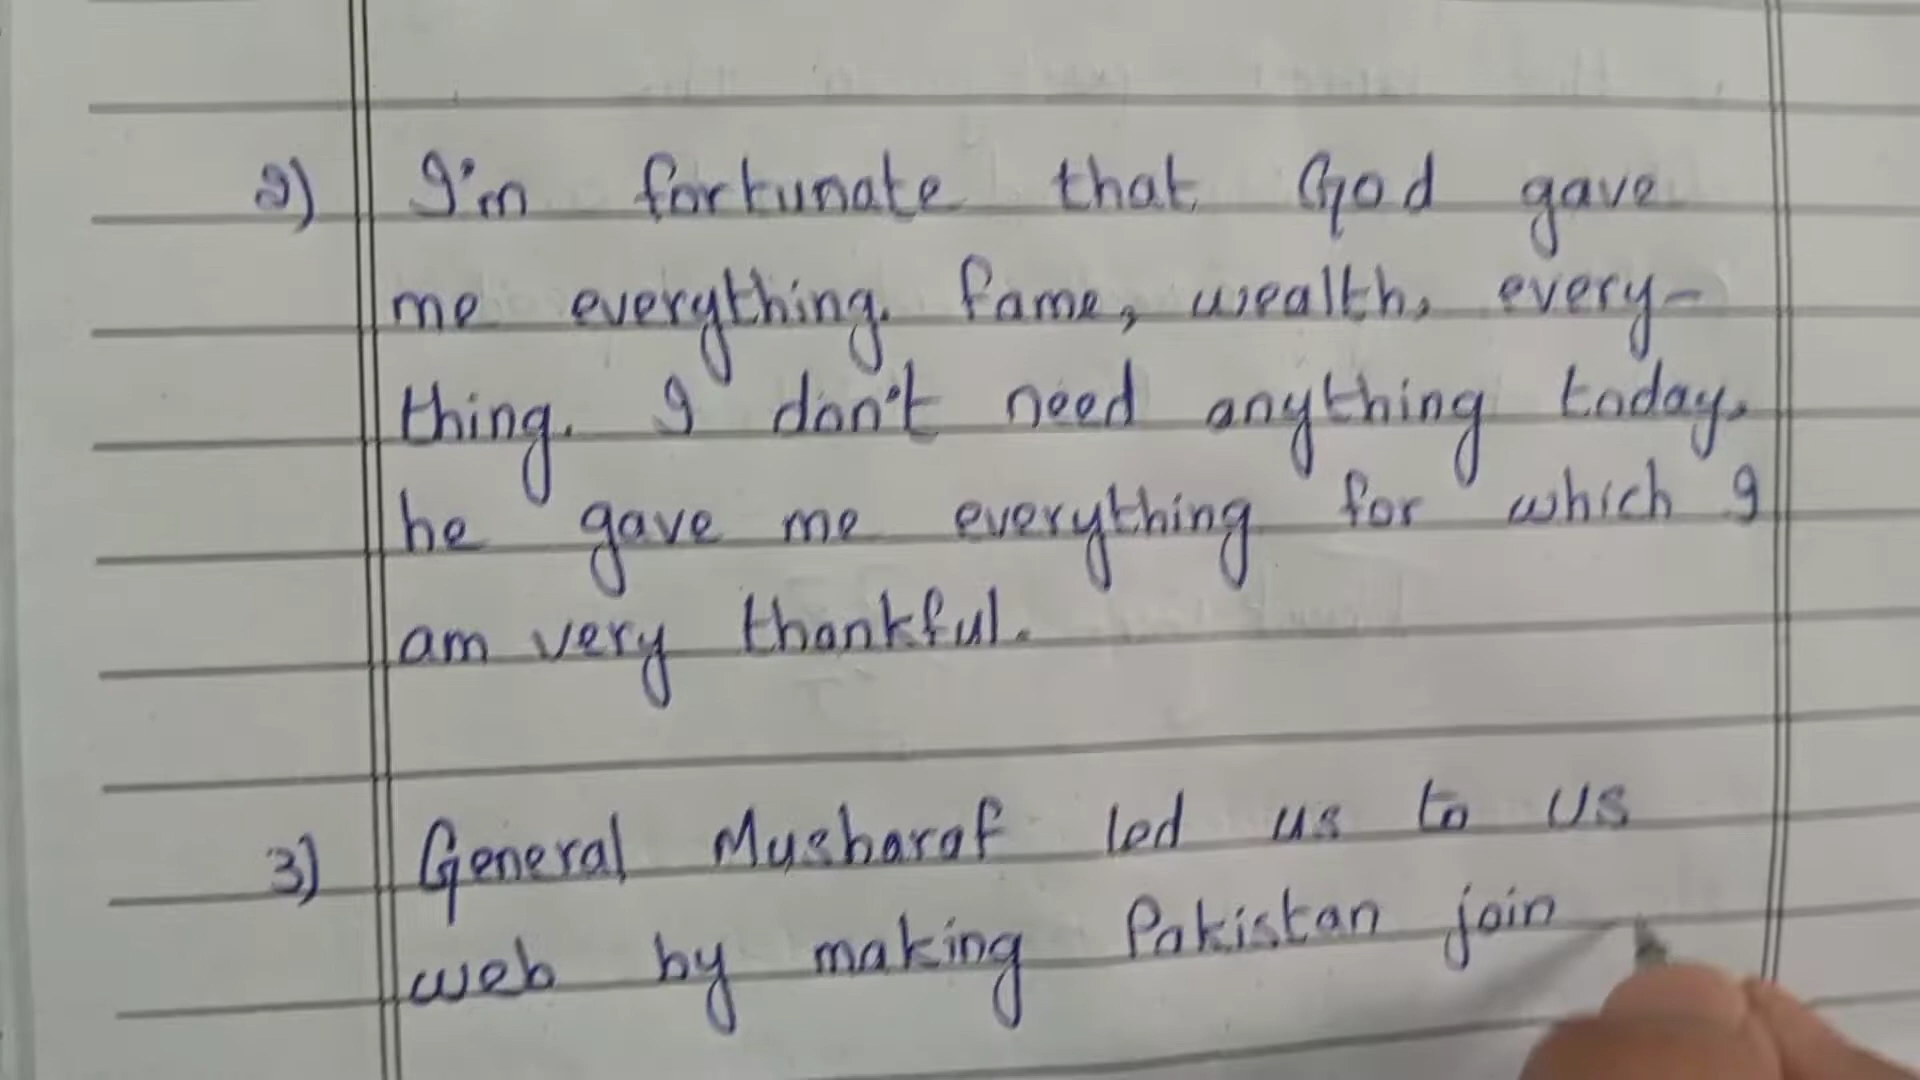 2) I'm fortunate that God gave
me everything. Fame, wealth, every-
thing. I don't need anything today,
he gave me everything for which I
am very thankful.
3) General Musharaf led us to US
web by making Pakistan join